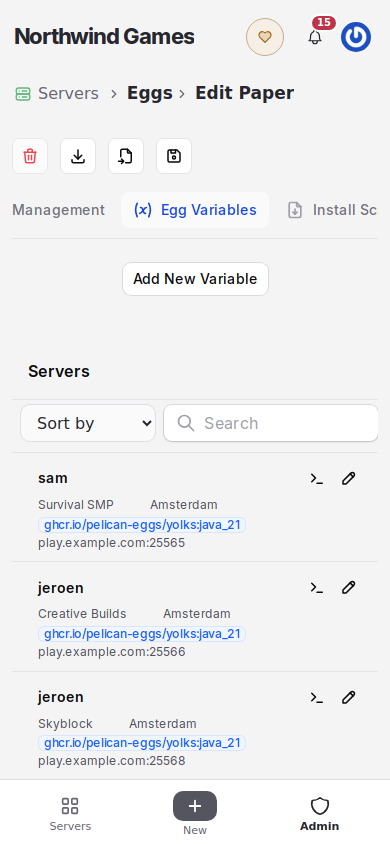 Northwind Games
15
Servers > Eggs > Edit Paper
Management (x) Egg Variables Install Sc
Add New Variable
Servers
Sort by Search
sam
Survival SMP Amsterdam
ghcr.io/pelican-eggs/yolks:java_21
play.example.com:25565
jeroen
Creative Builds Amsterdam
ghcr.io/pelican-eggs/yolks:java_21
play.example.com:25566
jeroen
Skyblock Amsterdam
ghcr.io/pelican-eggs/yolks:java_21
play.example.com:25568
Servers New Admin